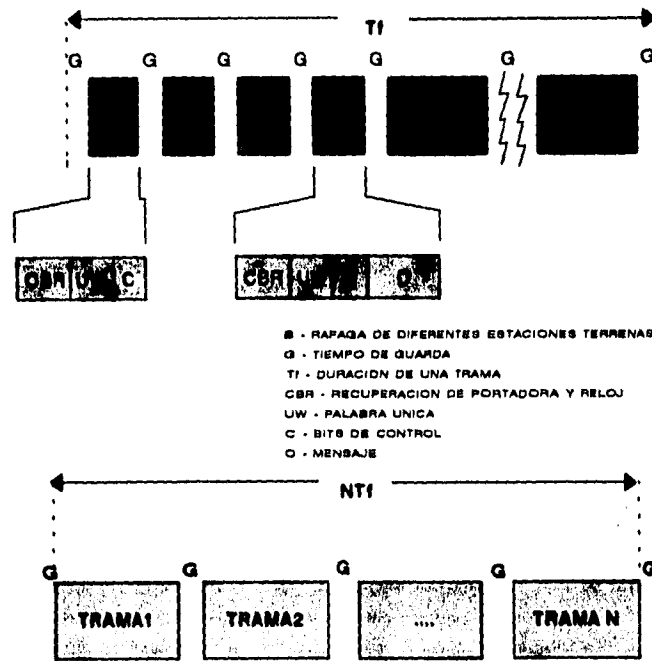 Tf
G G G G G G
CBR UW C
CBR D
B - RAFAGA DE DIFERENTES ESTACIONES TERRENAS
G - TIEMPO DE GUARDA
Tf - DURACION DE UNA TRAMA
CBR - RECUPERACION DE PORTADORA Y RELOJ
UW - PALABRA UNICA
C - BITS DE CONTROL
D - MENSAJE
NTf
G G G G G
TRAMA1 TRAMA2 .... TRAMA N